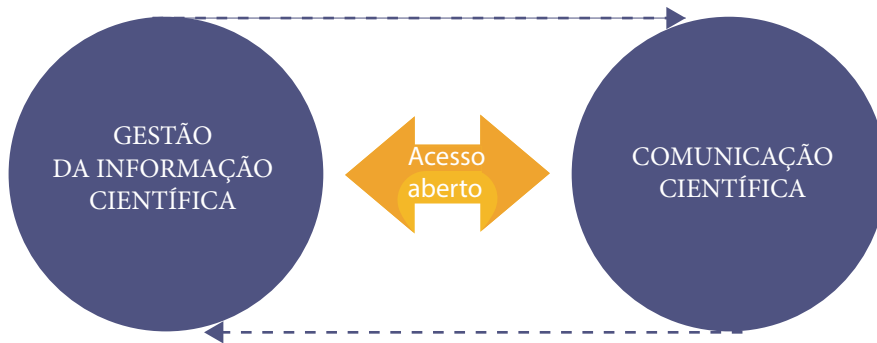 GESTÃO
DA INFORMAÇÃO
CIENTÍFICA
Acesso
aberto
COMUNICAÇÃO
CIENTÍFICA